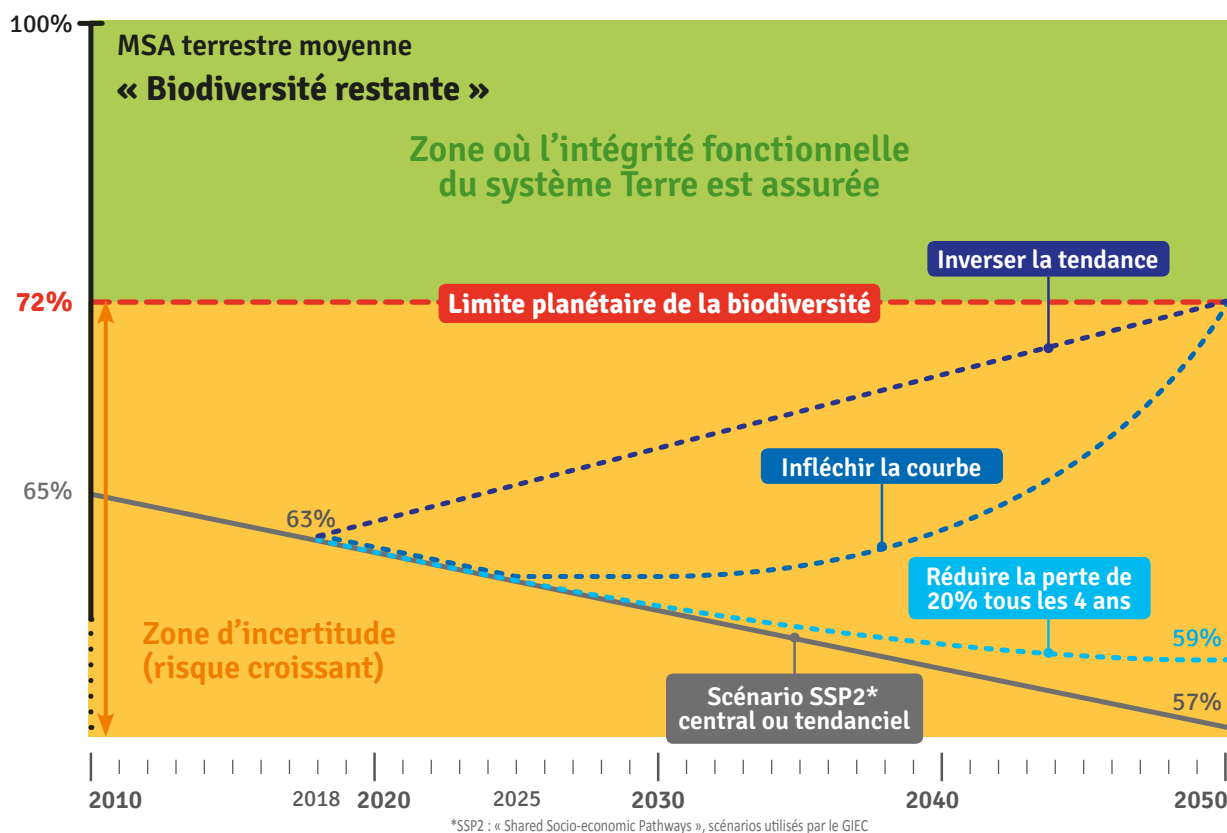 100%
MSA terrestre moyenne
« Biodiversité restante »
Zone où l’intégrité fonctionnelle
du système Terre est assurée
Inverser la tendance
72%
Limite planétaire de la biodiversité
Infléchir la courbe
65%
63%
Réduire la perte de
20% tous les 4 ans
59%
Zone d’incertitude
(risque croissant)
Scénario SSP2*
central ou tendanciel
57%
2010 2018 2020 2025 2030 2040 2050
*SSP2 : « Shared Socio-economic Pathways », scénarios utilisés par le GIEC